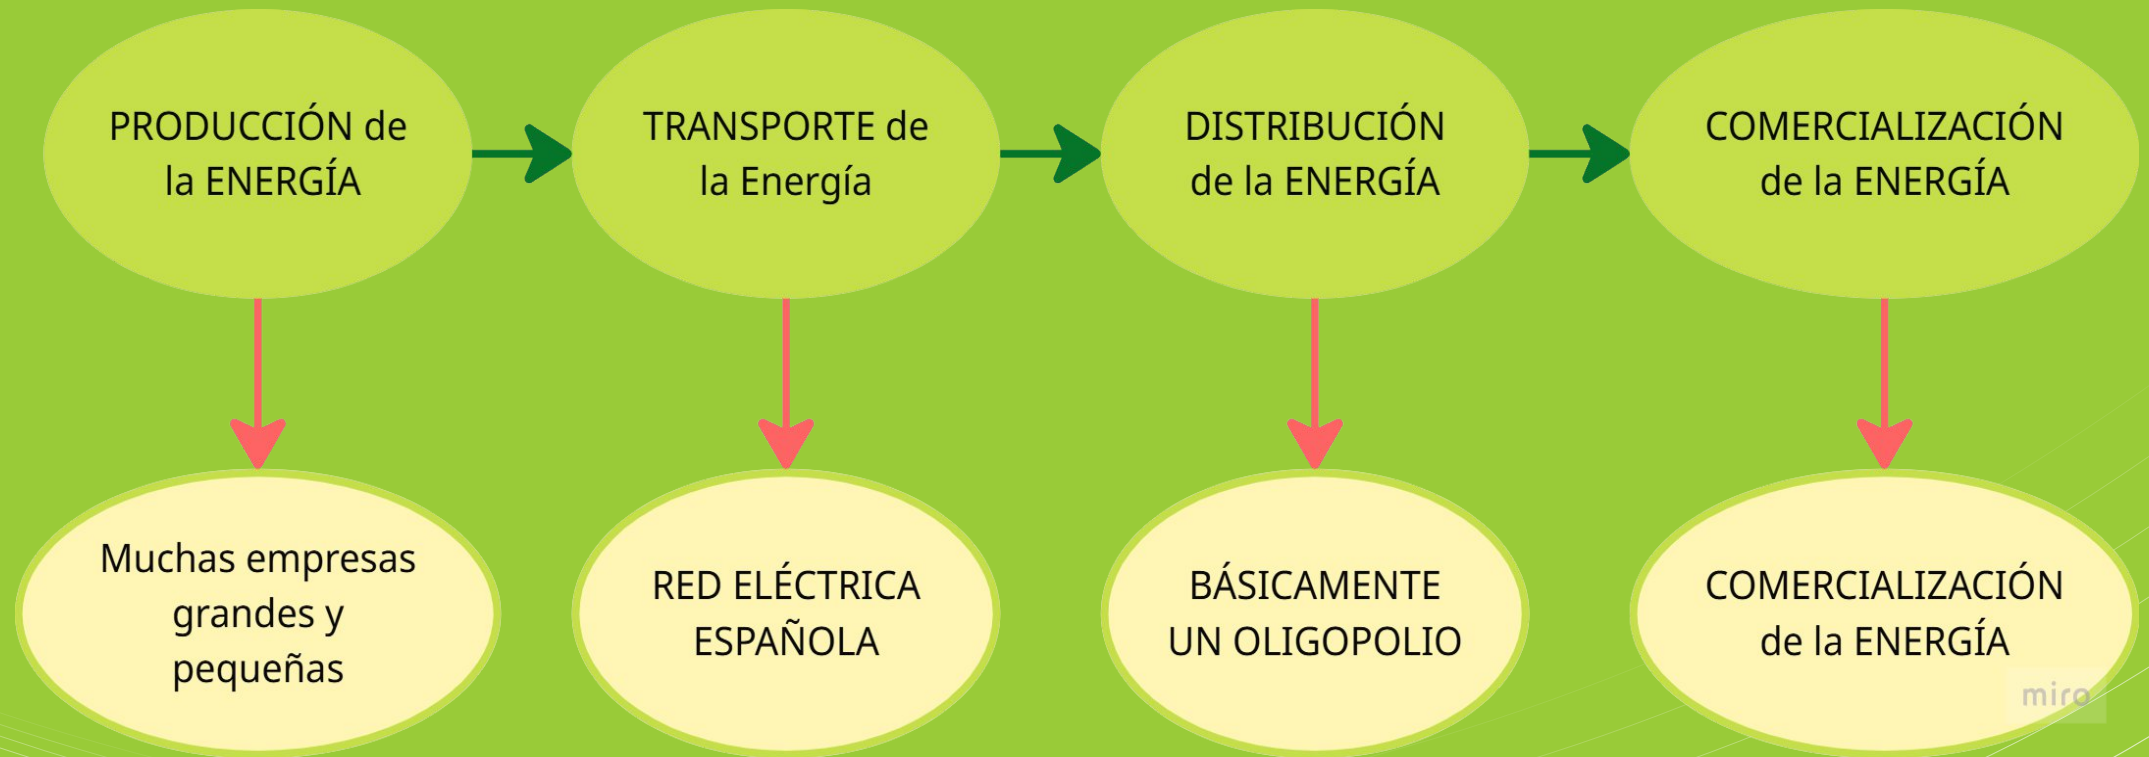 PRODUCCIÓN de
la ENERGÍA
TRANSPORTE de
la Energía
DISTRIBUCIÓN
de la ENERGÍA
COMERCIALIZACIÓN
de la ENERGÍA
Muchas empresas
grandes y
pequeñas
RED ELÉCTRICA
ESPAÑOLA
BÁSICAMENTE
UN OLIGOPOLIO
COMERCIALIZACIÓN
de la ENERGÍA
miro